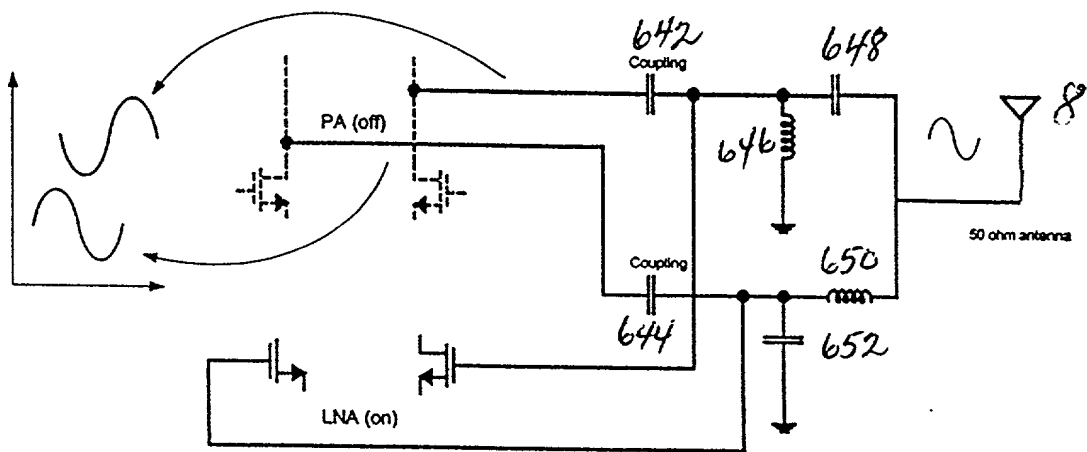 642
648
Coupling
8
PA (off)
646
50 ohm antenna
Coupling
650
644
652
LNA (on)